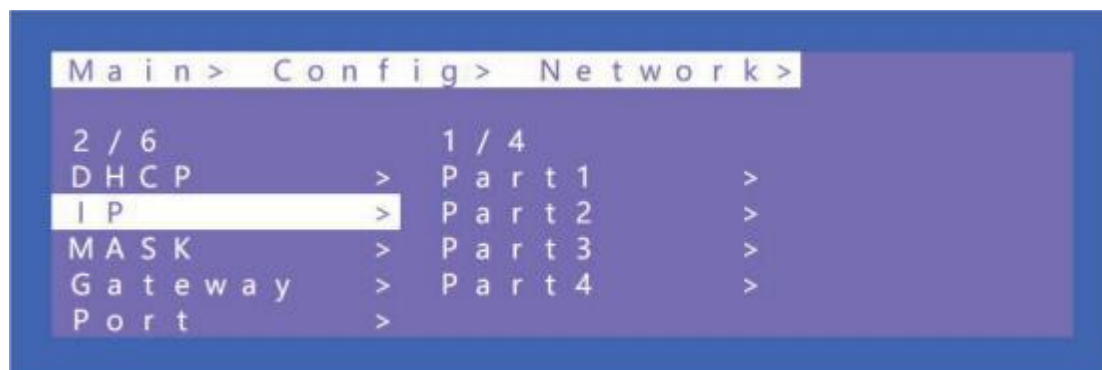 Main> Config> Network>
2/6 1/4
DHCP > Part1 >
IP > Part2 >
MASK > Part3 >
Gateway > Part4 >
Port >